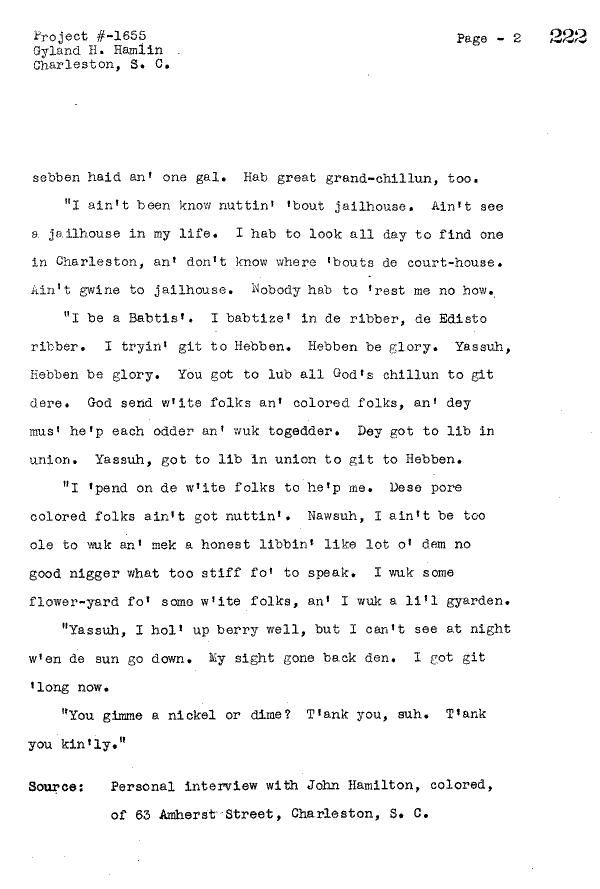 Project #-1655
Gyland H. Hamlin
Charleston, S. C.
Page - 2 222
sebben haid an' one gal. Hab great grand-chillun, too.
"I ain't been know nuttin' 'bout jailhouse. Ain't see
a jailhouse in my life. I hab to look all day to find one
in Charleston, an' don't know where 'bouts de court-house.
Ain't gwine to jailhouse. Nobody hab to 'rest me no how.
"I be a Babtis'. I babtize' in de ribber, de Edisto
ribber. I tryin' git to Hebben. Hebben be glory. Yassuh,
Hebben be glory. You got to lub all God's chillun to git
dere. God send w'ite folks an' colored folks, an' dey
mus' he'p each odder an' wuk togedder. Dey got to lib in
union. Yassuh, got to lib in union to git to Hebben.
"I 'pend on de w'ite folks to he'p me. Dese pore
colored folks ain't got nuttin'. Nawsuh, I ain't be too
ole to wuk an' mek a honest libbin' like lot o' dem no
good nigger what too stiff fo' to speak. I wuk some
flower-yard fo' some w'ite folks, an' I wuk a li'l gyarden.
"Yassuh, I hol' up berry well, but I can't see at night
w'en de sun go down. My sight gone back den. I got git
'long now.
"You gimme a nickel or dime? T'ank you, suh. T'ank
you kin'ly."
Source: Personal interview with John Hamilton, colored,
of 63 Amherst Street, Charleston, S. C.